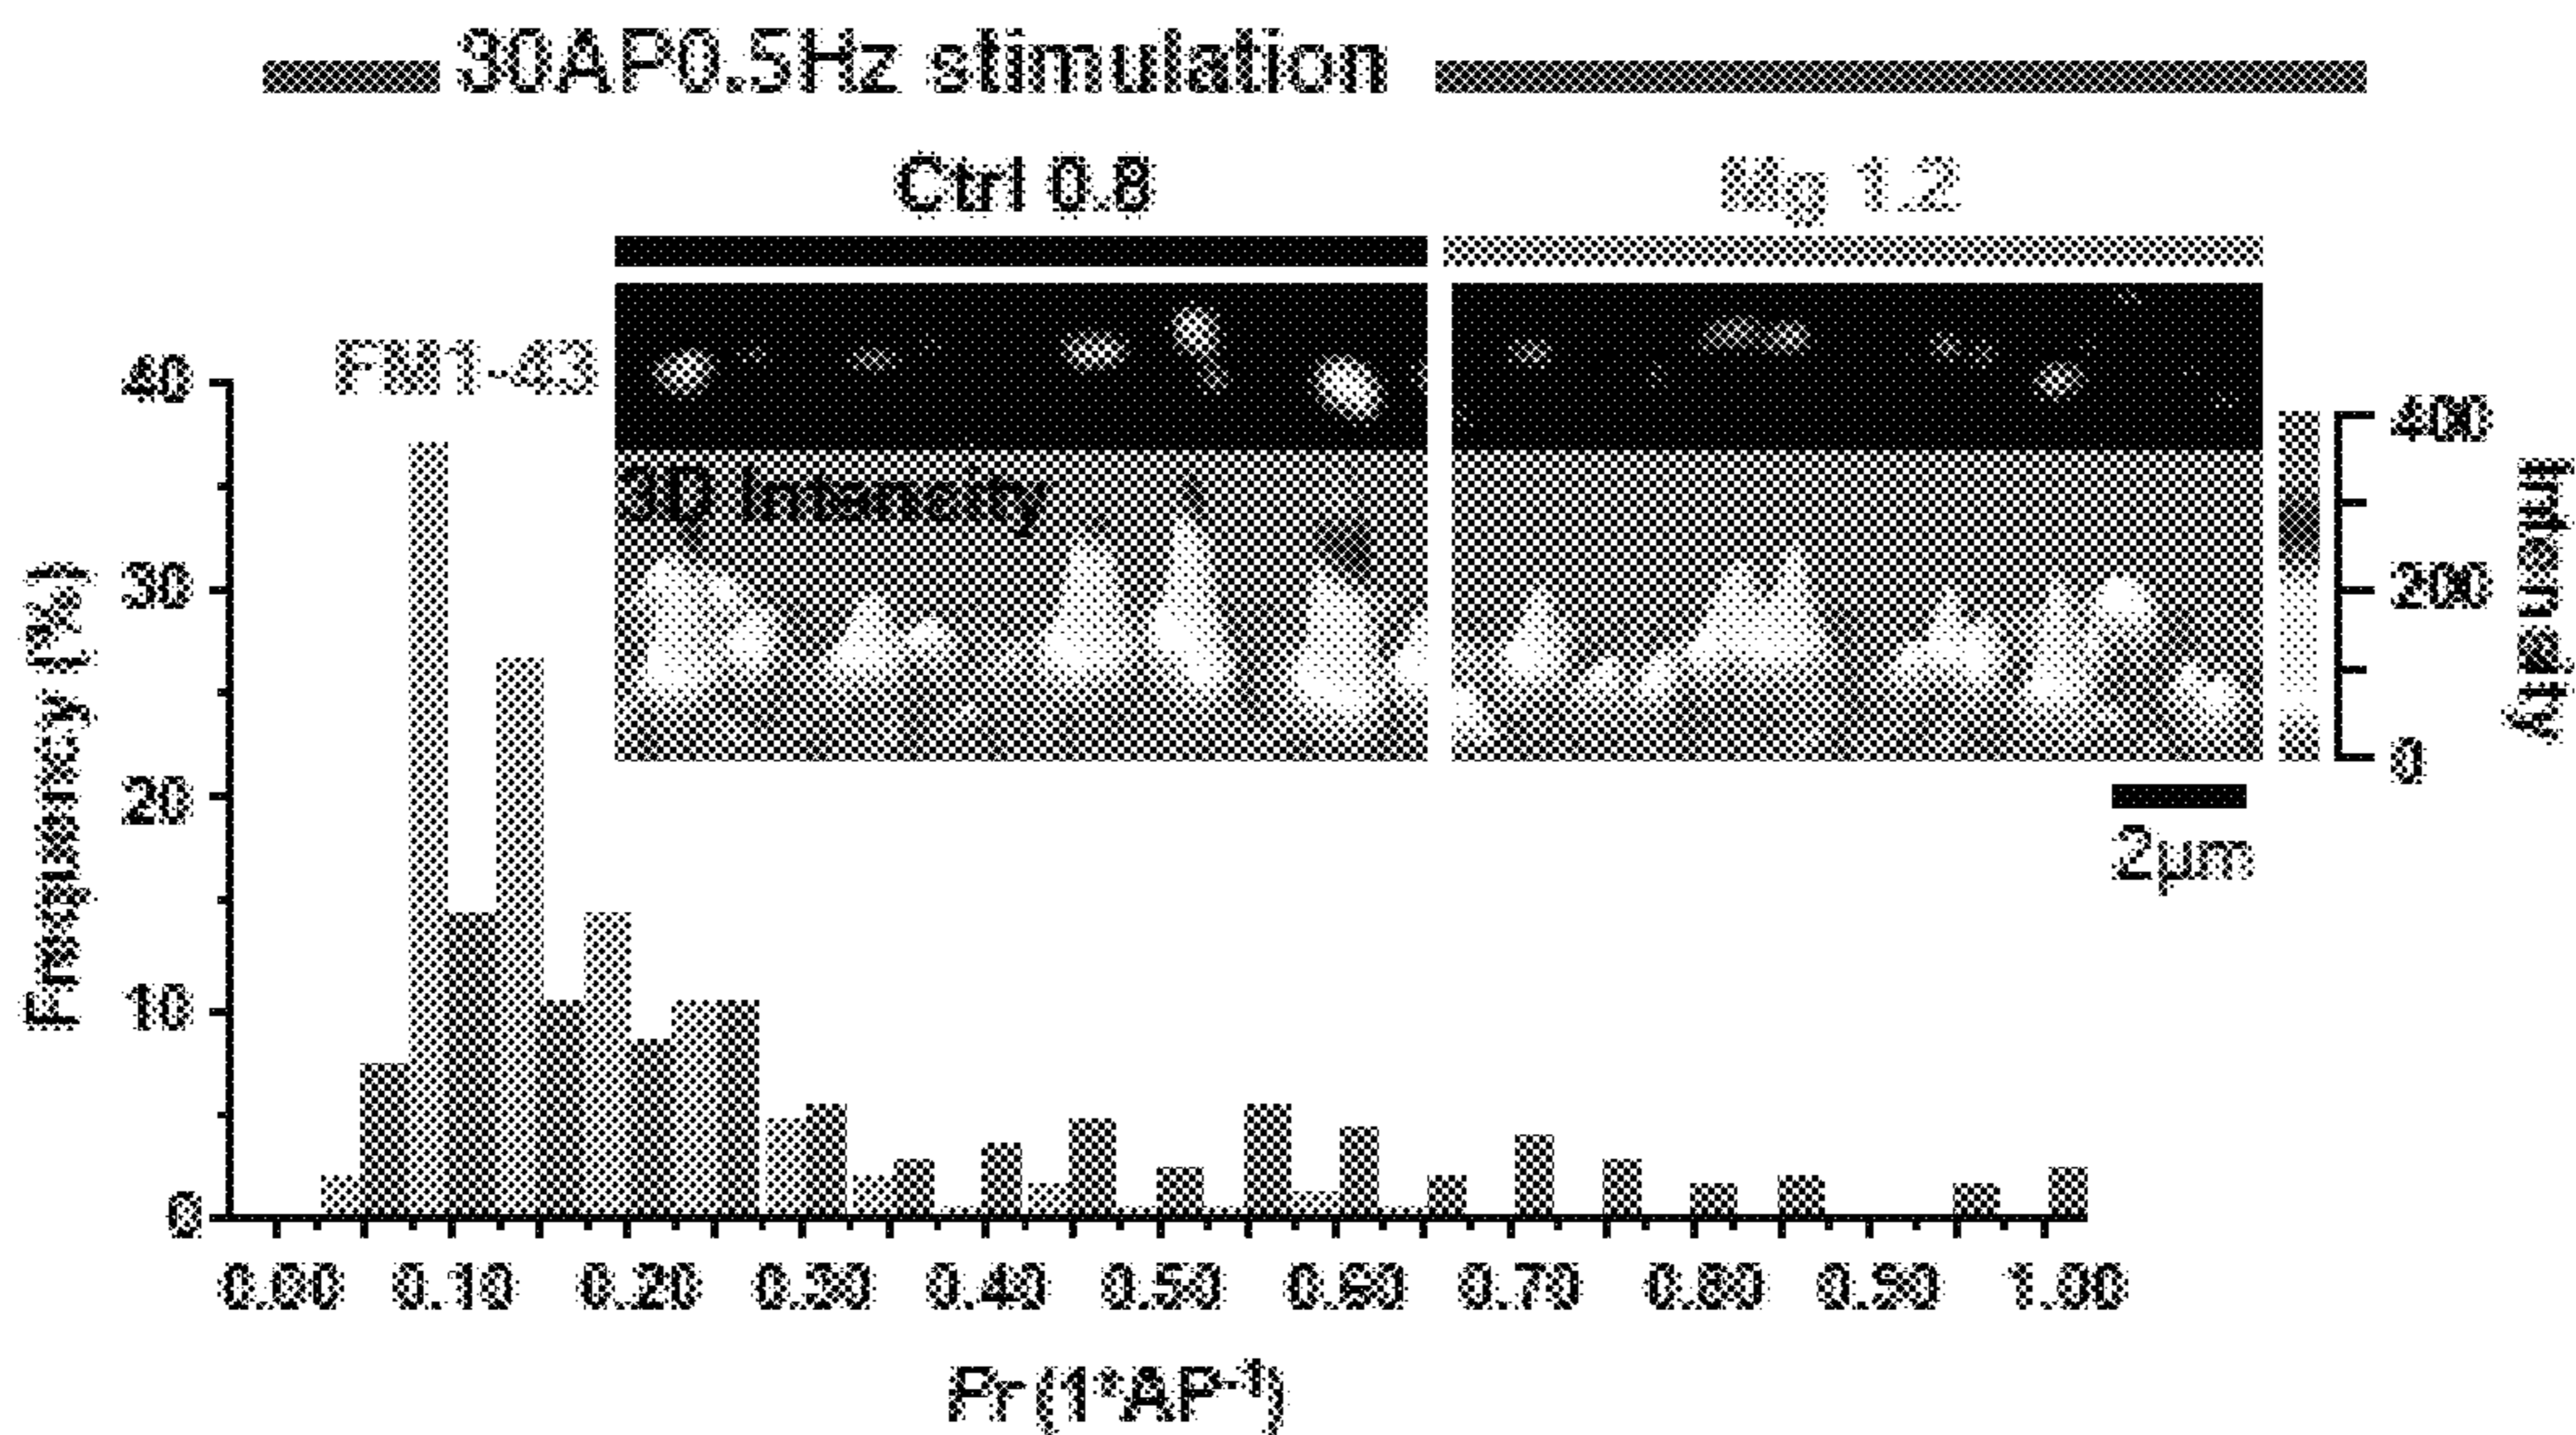 30AP0.5Hz stimulation
Ctrl 0.8
Mg 1.2
FM1-43
3D Intensity
40
30
20
10
0
Frequency (%)
400
200
0
Intensity
2μm
0.00 0.10 0.20 0.30 0.40 0.50 0.60 0.70 0.80 0.90 1.00
Pr (1*AP⁻¹)